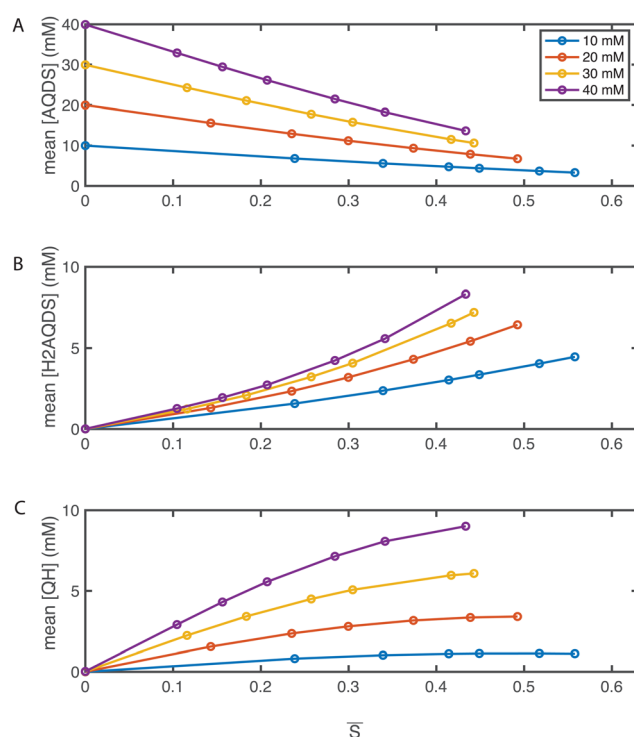 A
mean [AQDS] (mM)
40
30
20
10
0
0 0.1 0.2 0.3 0.4 0.5 0.6
10 mM
20 mM
30 mM
40 mM
B
mean [H2AQDS] (mM)
10
5
0
0 0.1 0.2 0.3 0.4 0.5 0.6
C
mean [QH] (mM)
10
5
0
0 0.1 0.2 0.3 0.4 0.5 0.6
S̅